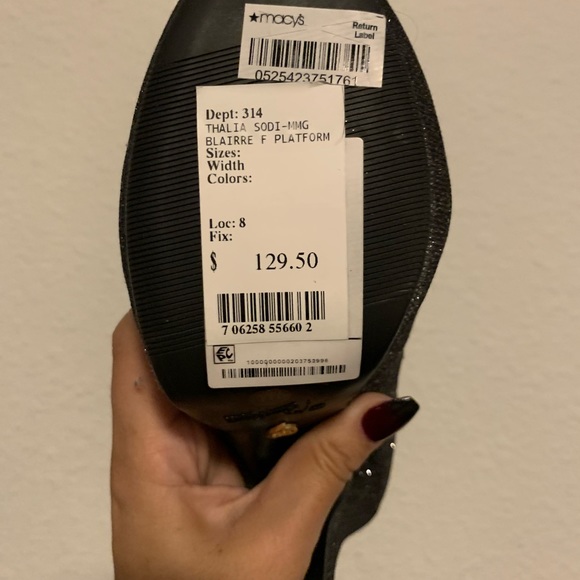 ★macy's
Return
Label
0525423751761
Dept: 314
THALIA SODI-MMG
BLAIRRE F PLATFORM
Sizes:
Width
Colors:
Loc: 8
Fix:
$ 129.50
7 06258 55660 2